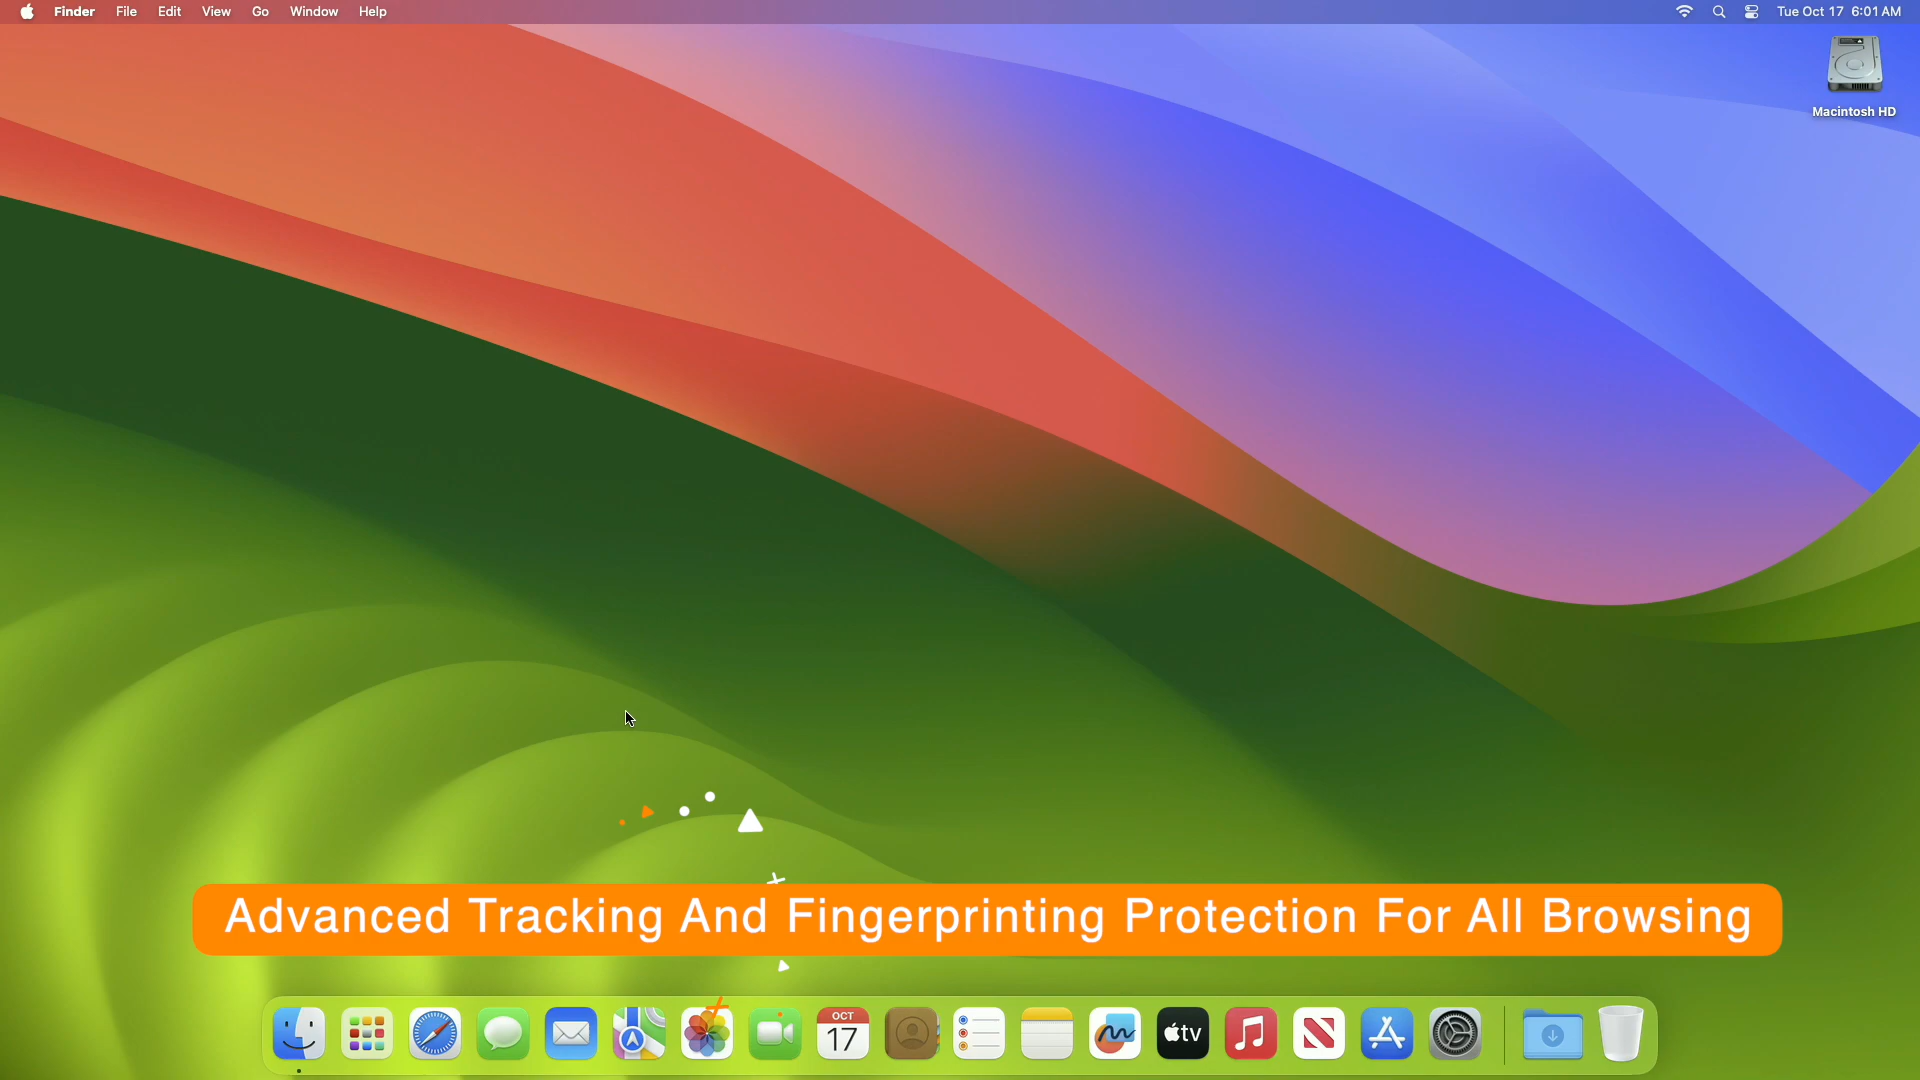 Finder File Edit View Go Window Help Tue Oct 17 6:01 AM
Macintosh HD
Advanced Tracking And Fingerprinting Protection For All Browsing
OCT
17
tv